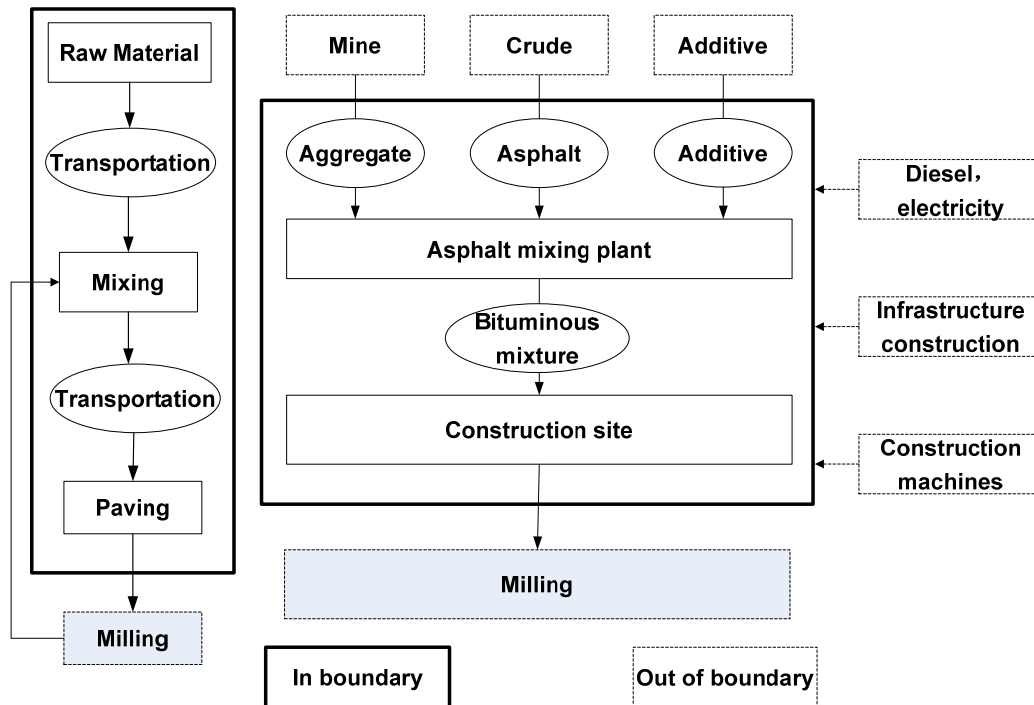 Raw Material
Transportation
Mixing
Transportation
Paving
Milling
Mine
Crude
Additive
Aggregate
Asphalt
Additive
Asphalt mixing plant
Bituminous
mixture
Construction site
Milling
Diesel，
electricity
Infrastructure
construction
Construction
machines
In boundary
Out of boundary